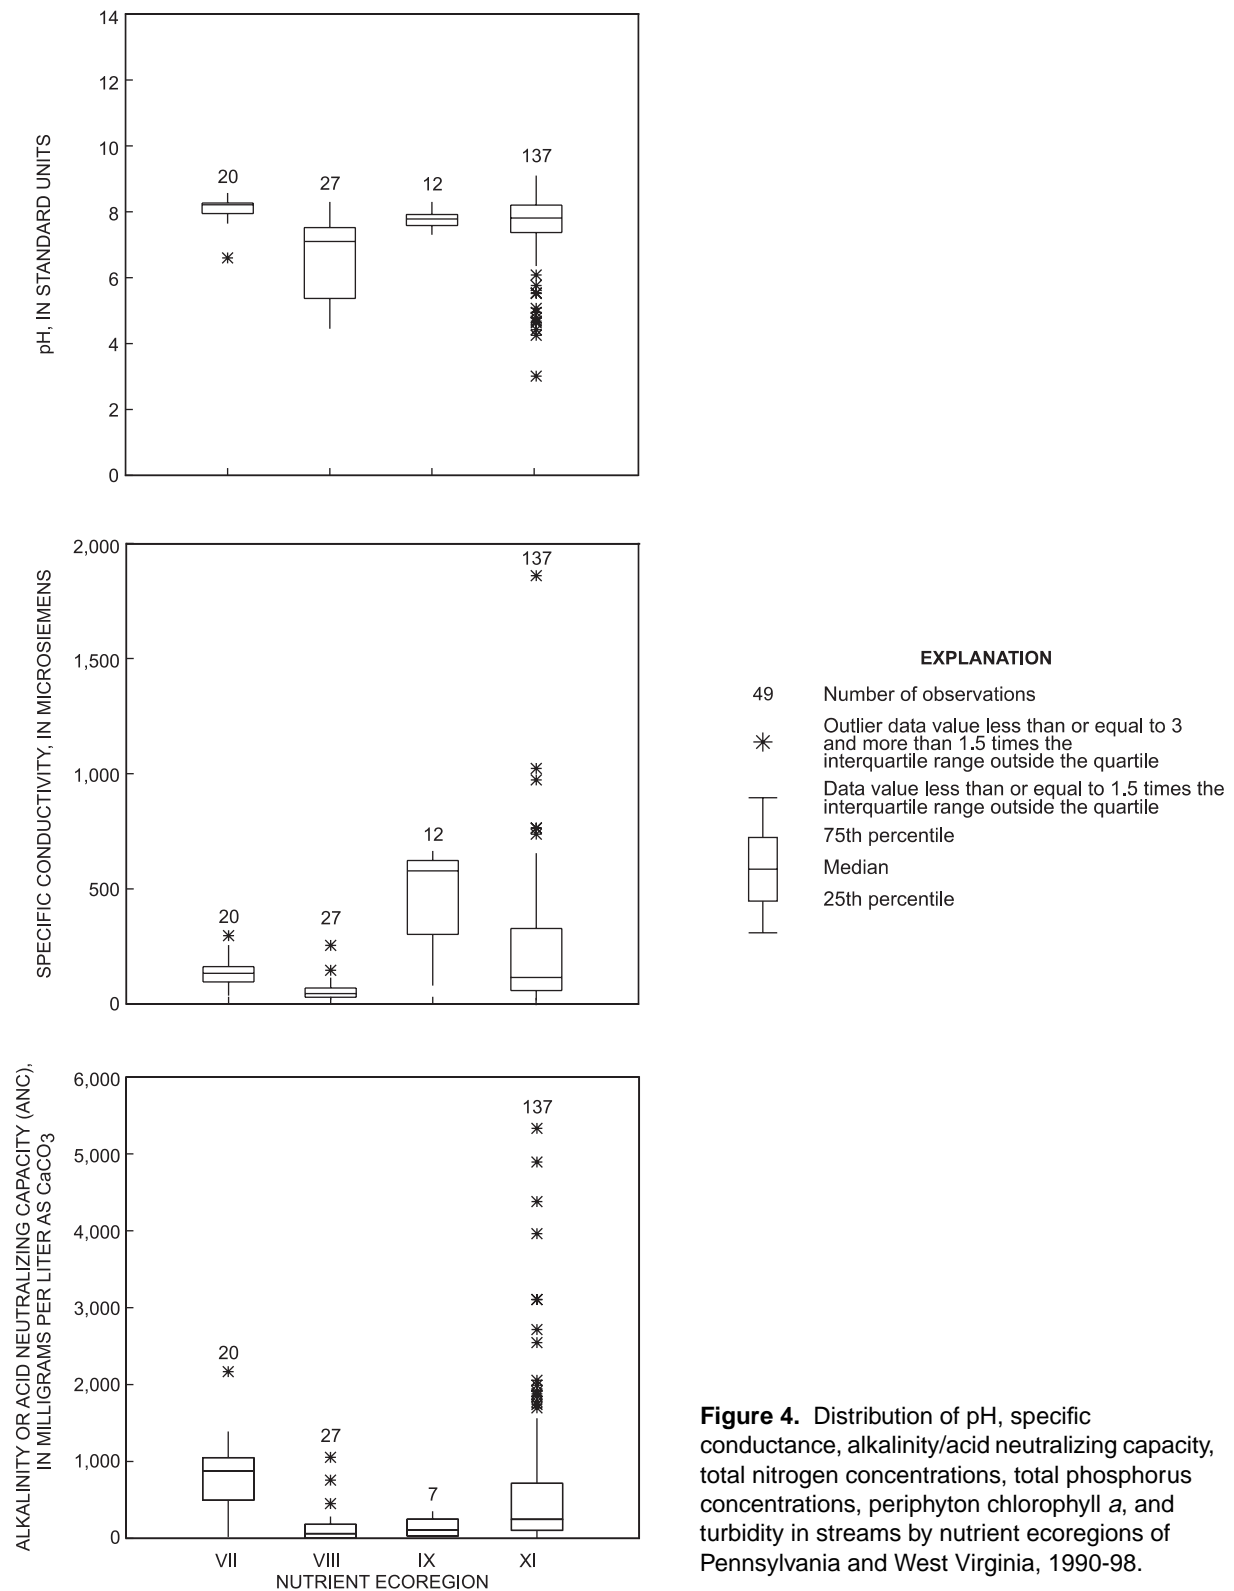 pH, IN STANDARD UNITS
14
12
10
8
6
4
2
0
20
27
12
137
SPECIFIC CONDUCTIVITY, IN MICROSIEMENS
2,000
1,500
1,000
500
0
20
27
12
137
EXPLANATION
49 Number of observations
Outlier data value less than or equal to 3
and more than 1.5 times the
interquartile range outside the quartile
Data value less than or equal to 1.5 times the
interquartile range outside the quartile
75th percentile
Median
25th percentile
ALKALINITY OR ACID NEUTRALIZING CAPACITY (ANC),
IN MILLIGRAMS PER LITER AS CaCO3
6,000
5,000
4,000
3,000
2,000
1,000
0
20
27
7
137
VII VIII IX XI
NUTRIENT ECOREGION
Figure 4. Distribution of pH, specific
conductance, alkalinity/acid neutralizing capacity,
total nitrogen concentrations, total phosphorus
concentrations, periphyton chlorophyll a, and
turbidity in streams by nutrient ecoregions of
Pennsylvania and West Virginia, 1990-98.